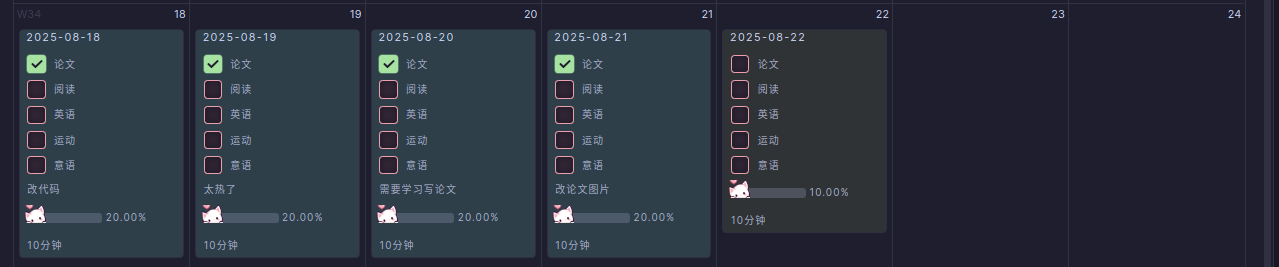 W34
18
19
20
21
22
23
24
2025-08-18
论文
阅读
英语
运动
意语
改代码
20.00%
10分钟
2025-08-19
论文
阅读
英语
运动
意语
太热了
20.00%
10分钟
2025-08-20
论文
阅读
英语
运动
意语
需要学习写论文
20.00%
10分钟
2025-08-21
论文
阅读
英语
运动
意语
改论文图片
20.00%
10分钟
2025-08-22
论文
阅读
英语
运动
意语
10.00%
10分钟